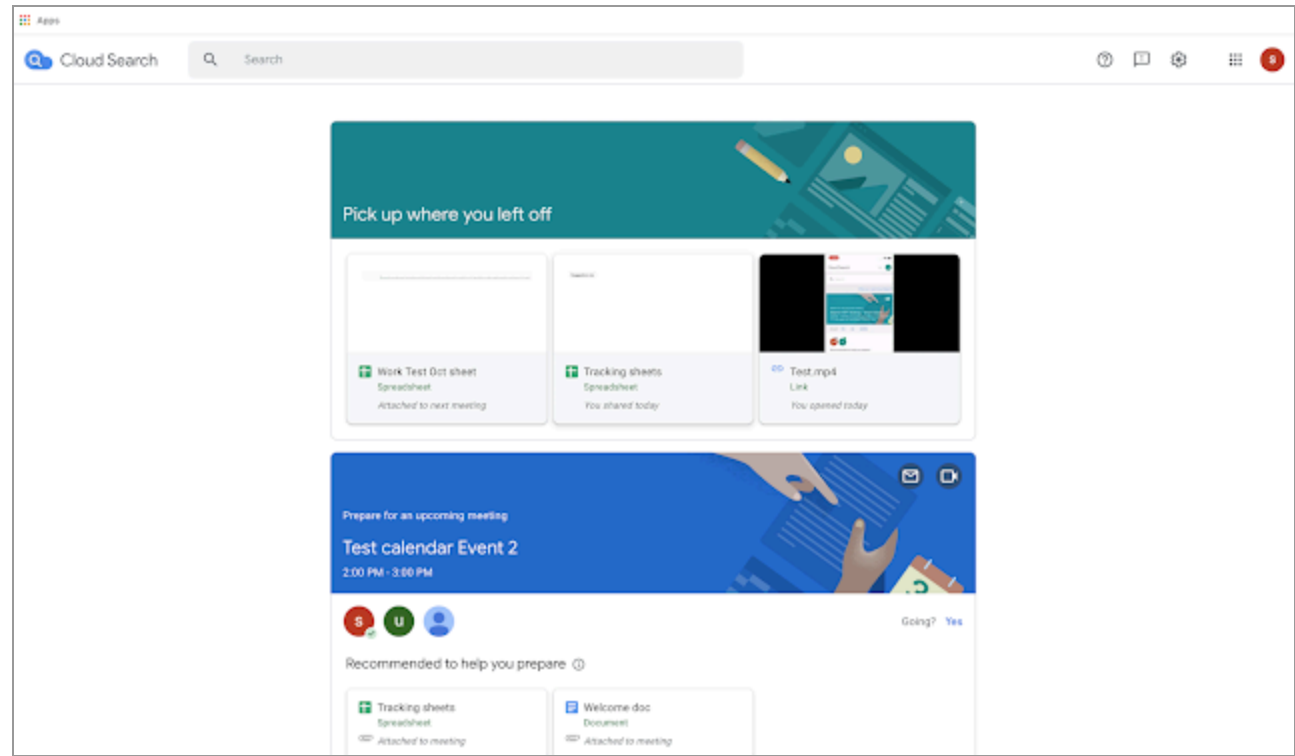 Apps
Cloud Search
Search
S
Pick up where you left off
Work Test Oct sheet
Spreadsheet
Attached to next meeting
Tracking sheets
Spreadsheet
You shared today
Test.mp4
Link
You opened today
Prepare for an upcoming meeting
Test calendar Event 2
2:00 PM - 3:00 PM
S U
Going? Yes
Recommended to help you prepare
Tracking sheets
Spreadsheet
Attached to meeting
Welcome doc
Document
Attached to meeting